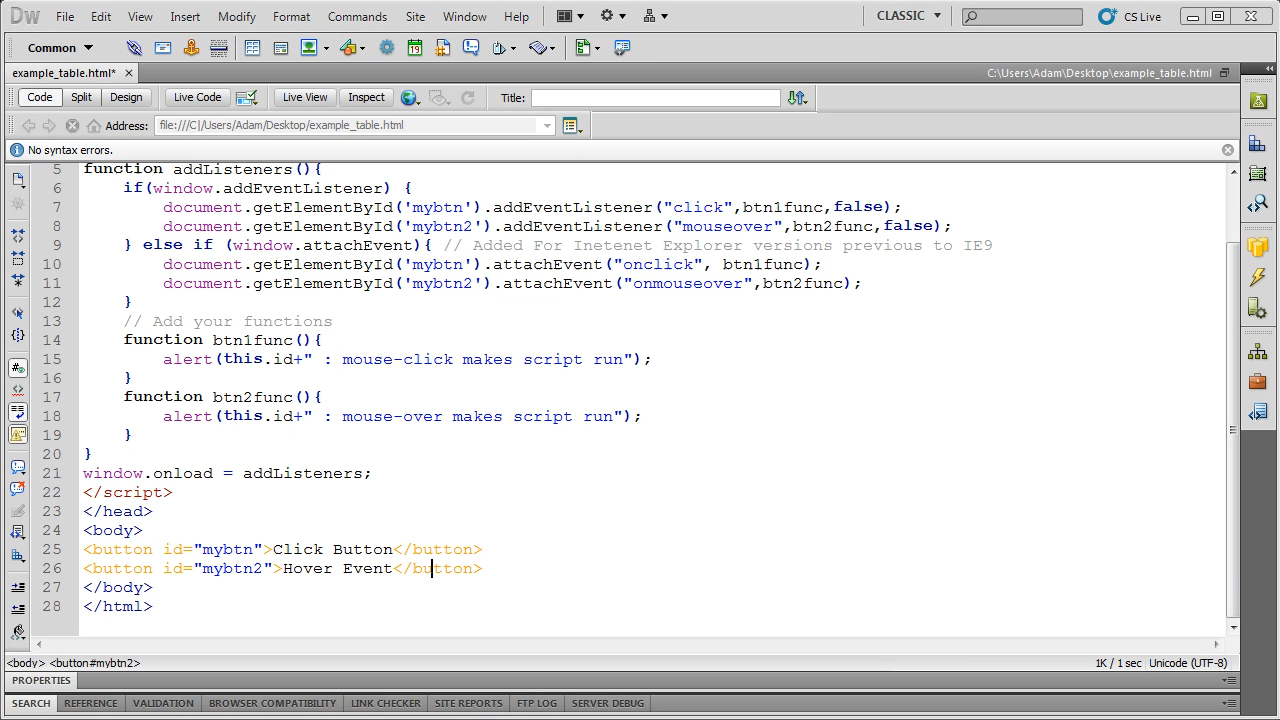 Dw File Edit View Insert Modify Format Commands Site Window Help CLASSIC CS Live
Common
example_table.html* C:\Users\Adam\Desktop\example_table.html
Code Split Design Live Code Live View Inspect Title:
Address: file:///C|/Users/Adam/Desktop/example_table.html
No syntax errors.
5 function addListeners(){
6 if(window.addEventListener) {
7 document.getElementById('mybtn').addEventListener("click",btn1func,false);
8 document.getElementById('mybtn2').addEventListener("mouseover",btn2func,false);
9 } else if (window.attachEvent){ // Added For Inetenet Explorer versions previous to IE9
10 document.getElementById('mybtn').attachEvent("onclick", btn1func);
11 document.getElementById('mybtn2').attachEvent("onmouseover",btn2func);
12 }
13 // Add your functions
14 function btn1func(){
15 alert(this.id+" : mouse-click makes script run");
16 }
17 function btn2func(){
18 alert(this.id+" : mouse-over makes script run");
19 }
20 }
21 window.onload = addListeners;
22 </script>
23 </head>
24 <body>
25 <button id="mybtn">Click Button</button>
26 <button id="mybtn2">Hover Event</button>
27 </body>
28 </html>
<body> <button#mybtn2> 1K / 1 sec Unicode (UTF-8)
PROPERTIES
SEARCH REFERENCE VALIDATION BROWSER COMPATIBILITY LINK CHECKER SITE REPORTS FTP LOG SERVER DEBUG